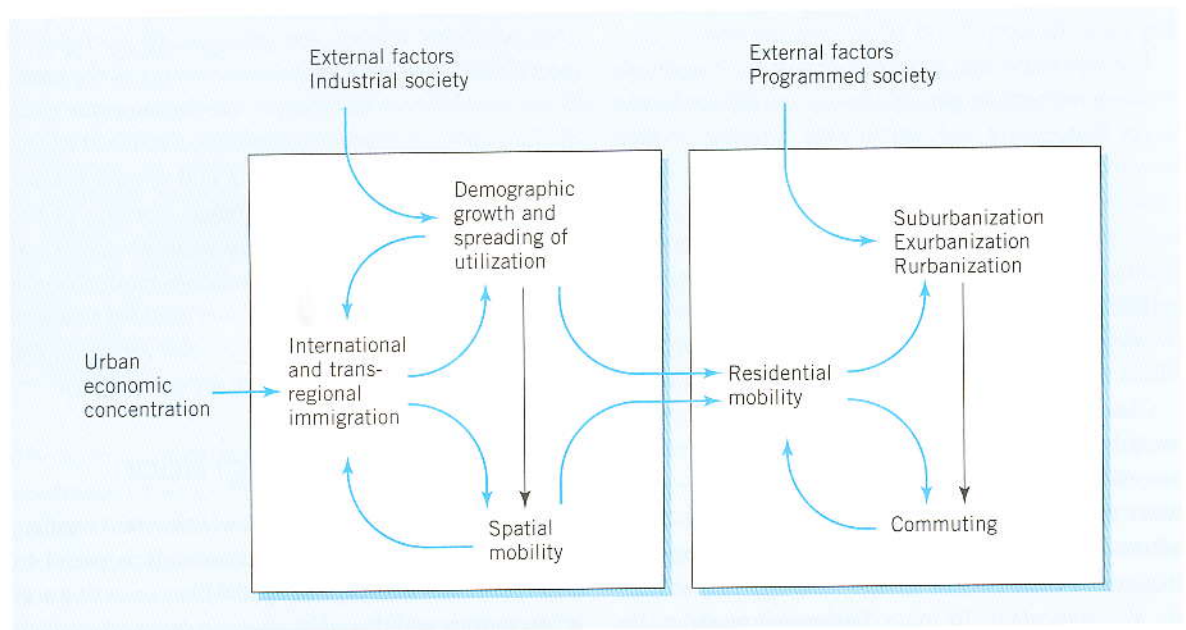 External factors
Industrial society
External factors
Programmed society
Demographic
growth and
spreading of
utilization
Suburbanization
Exurbanization
Rurbanization
Urban
economic
concentration
International
and trans-
regional
immigration
Residential
mobility
Spatial
mobility
Commuting